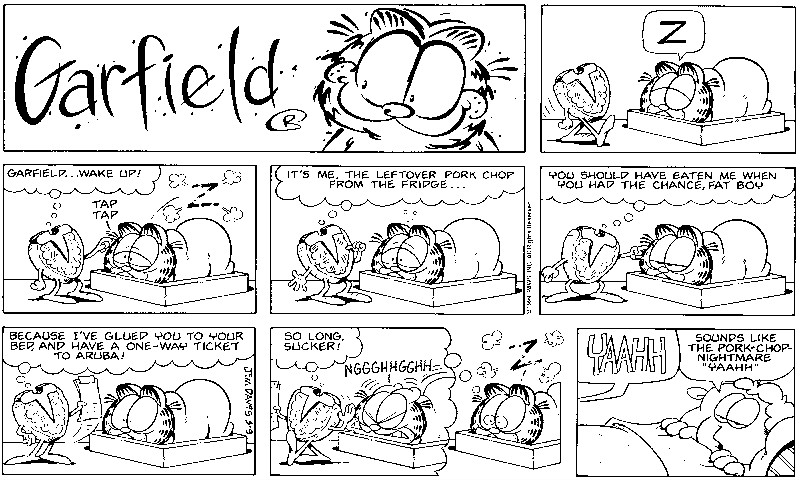 Garfield
®
Z
GARFIELD...WAKE UP!
TAP
TAP
Z
IT'S ME, THE LEFTOVER PORK CHOP
FROM THE FRIDGE...
YOU SHOULD HAVE EATEN ME WHEN
YOU HAD THE CHANCE, FAT BOY
BECAUSE I'VE GLUED YOU TO YOUR
BED AND HAVE A ONE-WAY TICKET
TO ARUBA!
JIM DAVIS
SO LONG,
SUCKER!
NGGGHHGGHH
Z
YAAHH
SOUNDS LIKE
THE PORK-CHOP-
NIGHTMARE
"YAAHH"